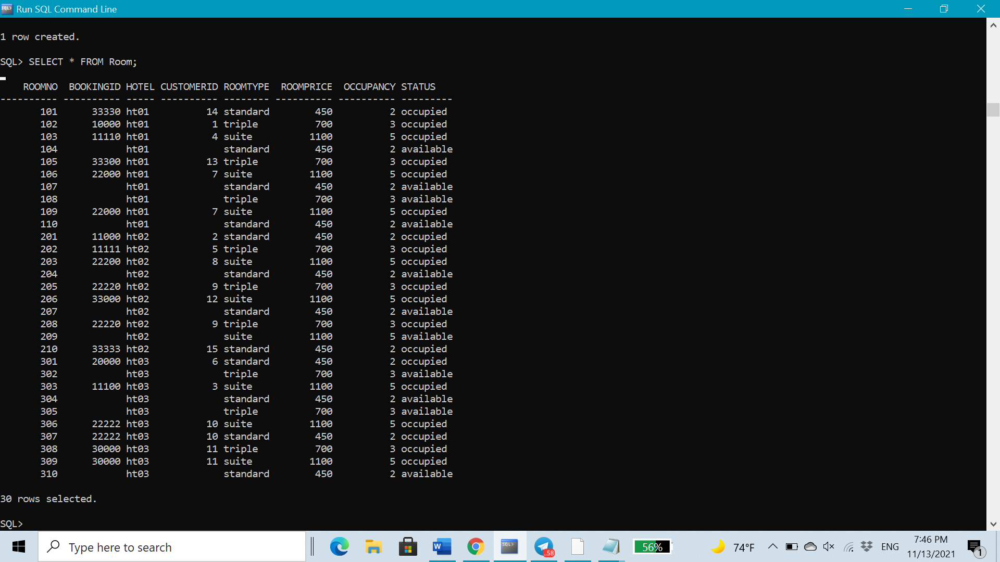 Run SQL Command Line
1 row created.
SQL> SELECT * FROM Room;
    ROOMNO  BOOKINGID HOTEL CUSTOMERID ROOMTYPE  ROOMPRICE  OCCUPANCY STATUS
---------- ---------- ----- ---------- -------- ---------- ---------- ---------
       101      33330 ht01          14 standard        450          2 occupied
       102      10000 ht01           1 triple          700          3 occupied
       103      11110 ht01           4 suite          1100          5 occupied
       104            ht01             standard        450          2 available
       105      33300 ht01          13 triple          700          3 occupied
       106      22000 ht01           7 suite          1100          5 occupied
       107            ht01             standard        450          2 available
       108            ht01             triple          700          3 available
       109      22000 ht01           7 suite          1100          5 occupied
       110            ht01             standard        450          2 available
       201      11000 ht02           2 standard        450          2 occupied
       202      11111 ht02           5 triple          700          3 occupied
       203      22200 ht02           8 suite          1100          5 occupied
       204            ht02             standard        450          2 available
       205      22220 ht02           9 triple          700          3 occupied
       206      33000 ht02          12 suite          1100          5 occupied
       207            ht02             standard        450          2 available
       208      22220 ht02           9 triple          700          3 occupied
       209            ht02             suite          1100          5 available
       210      33333 ht02          15 standard        450          2 occupied
       301      20000 ht03           6 standard        450          2 occupied
       302            ht03             triple          700          3 available
       303      11100 ht03           3 suite          1100          5 occupied
       304            ht03             standard        450          2 available
       305            ht03             triple          700          3 available
       306      22222 ht03          10 suite          1100          5 occupied
       307      22222 ht03          10 standard        450          2 occupied
       308      30000 ht03          11 triple          700          3 occupied
       309      30000 ht03          11 suite          1100          5 occupied
       310            ht03             standard        450          2 available
30 rows selected.
SQL>
Type here to search
W
SQL>
..58
56%
74°F
ENG
7:46 PM
11/13/2021
1